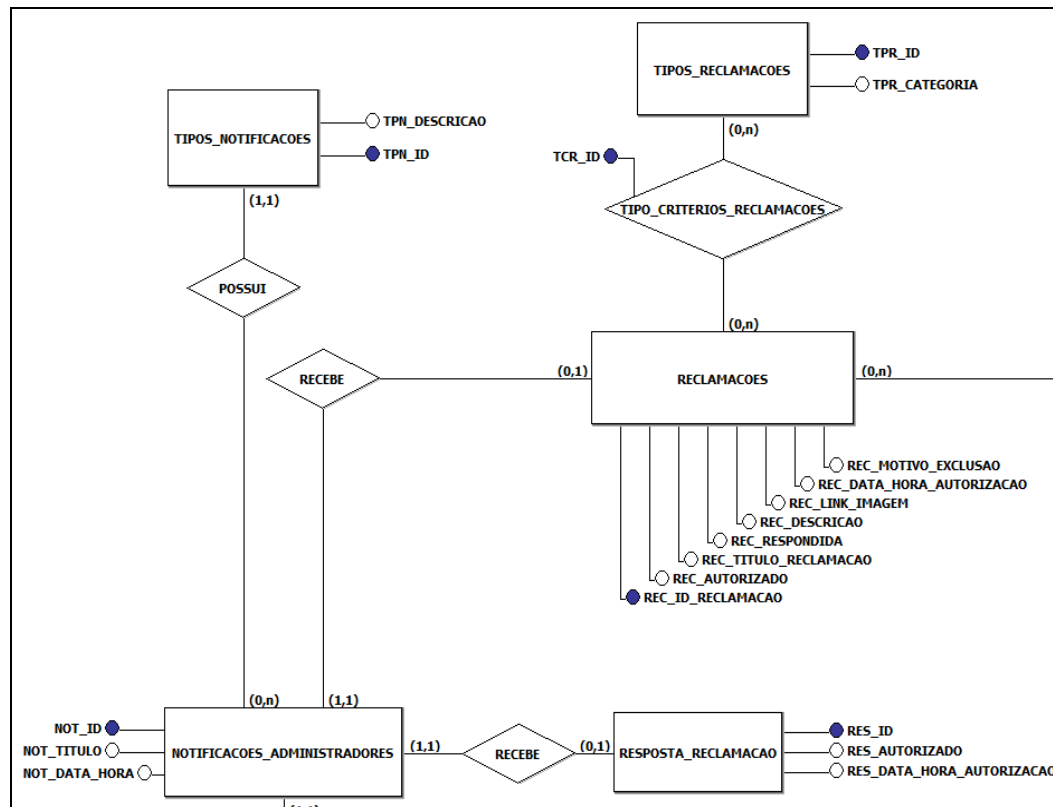 TIPOS_RECLAMACOES
TPR_ID
TPR_CATEGORIA
(0,n)
TIPOS_NOTIFICACOES
TPN_DESCRICAO
TPN_ID
(1,1)
TCR_ID
TIPO_CRITERIOS_RECLAMACOES
POSSUI
(0,n)
RECEBE
(0,1)
RECLAMACOES
(0,n)
REC_MOTIVO_EXCLUSAO
REC_DATA_HORA_AUTORIZACAO
REC_LINK_IMAGEM
REC_DESCRICAO
REC_RESPONDIDA
REC_TITULO_RECLAMACAO
REC_AUTORIZADO
REC_ID_RECLAMACAO
(0,n)
(1,1)
NOT_ID
NOT_TITULO
NOT_DATA_HORA
NOTIFICACOES_ADMINISTRADORES
(1,1)
RECEBE
(0,1)
RESPOSTA_RECLAMACAO
RES_ID
RES_AUTORIZADO
RES_DATA_HORA_AUTORIZACAO